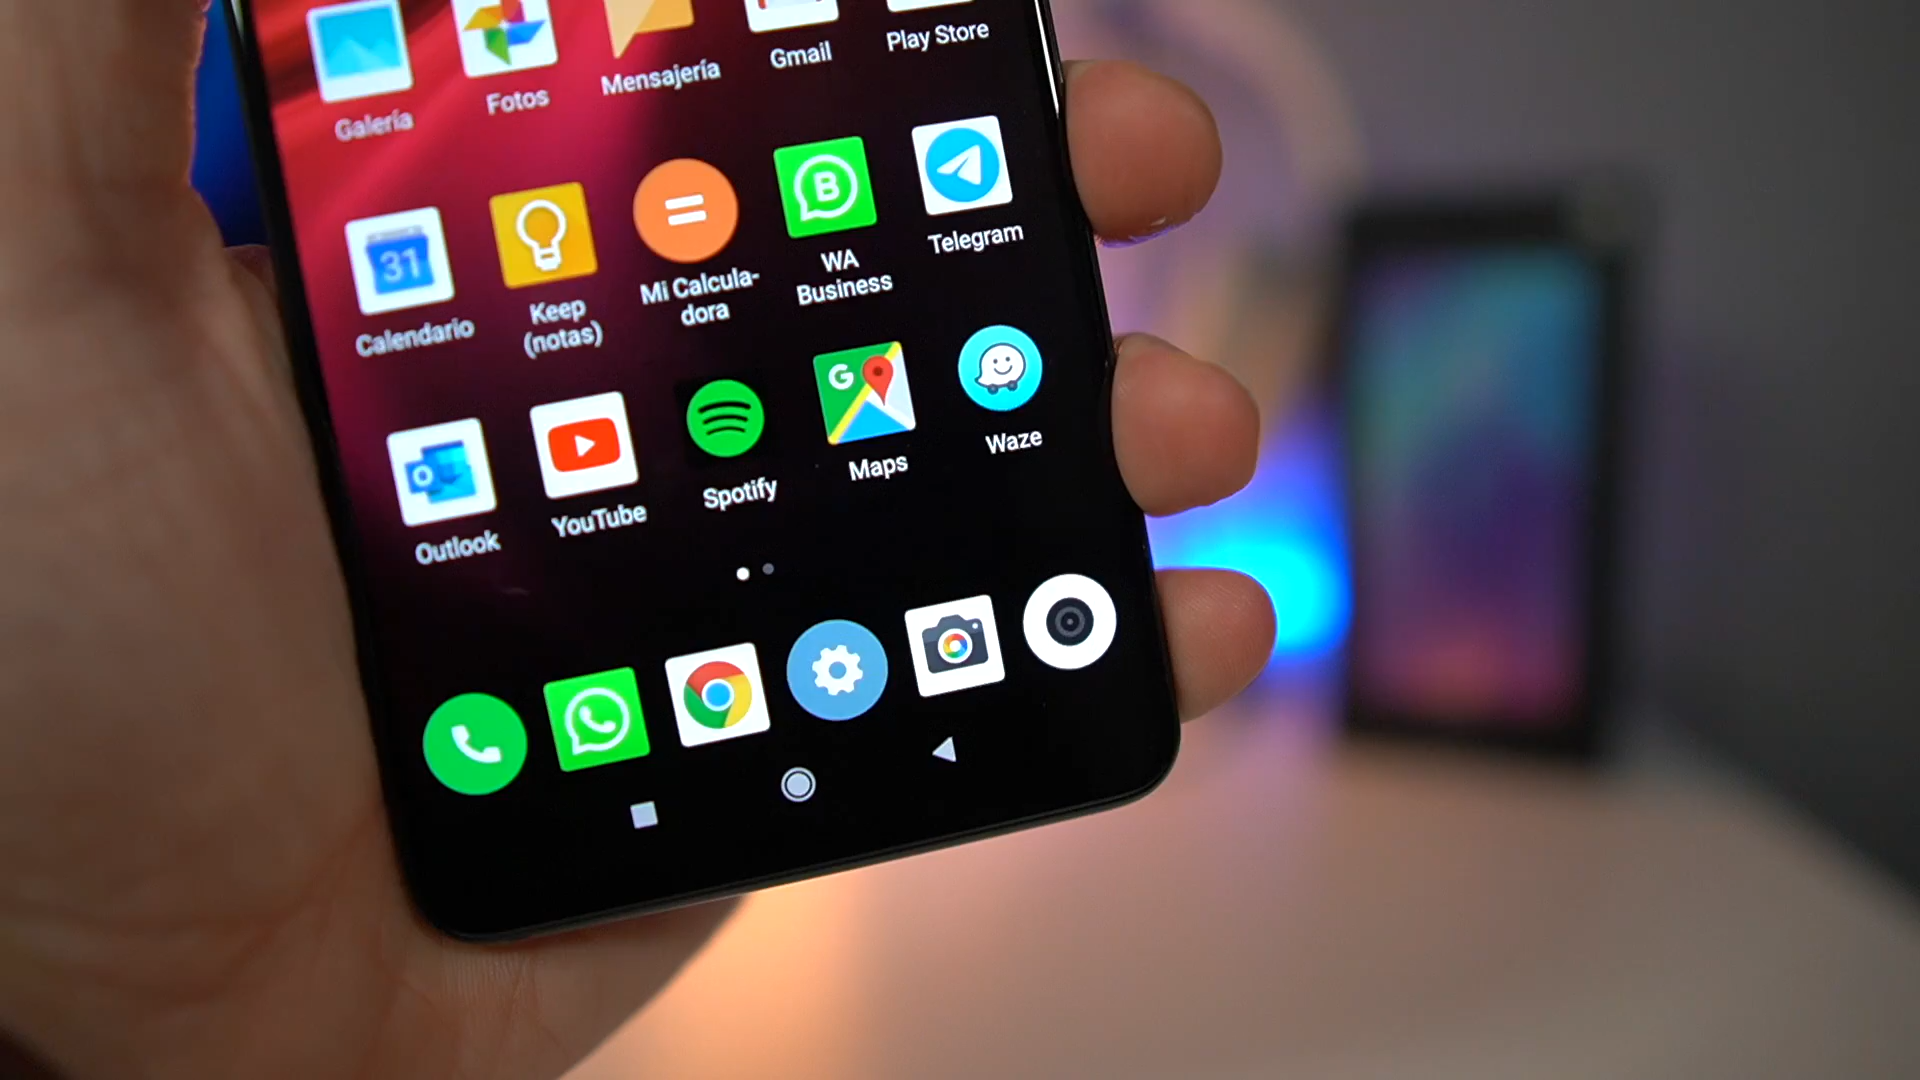 Galería
Fotos
Mensajería
Gmail
Play Store
31
Calendario
Keep
(notas)
Mi Calcula-
dora
B
WA
Business
Telegram
O
Outlook
YouTube
Spotify
G
Maps
Waze